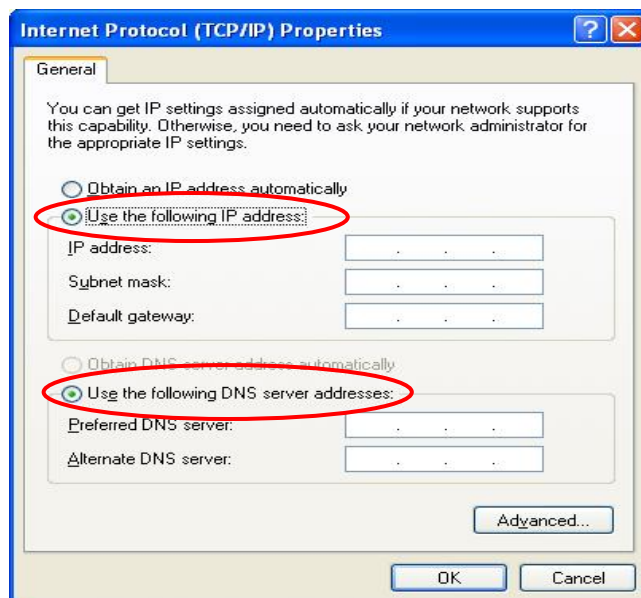 Internet Protocol (TCP/IP) Properties
General
You can get IP settings assigned automatically if your network supports
this capability. Otherwise, you need to ask your network administrator for
the appropriate IP settings.
Obtain an IP address automatically
Use the following IP address:
IP address:
Subnet mask:
Default gateway:
Obtain DNS server address automatically
Use the following DNS server addresses:
Preferred DNS server:
Alternate DNS server:
Advanced...
OK Cancel